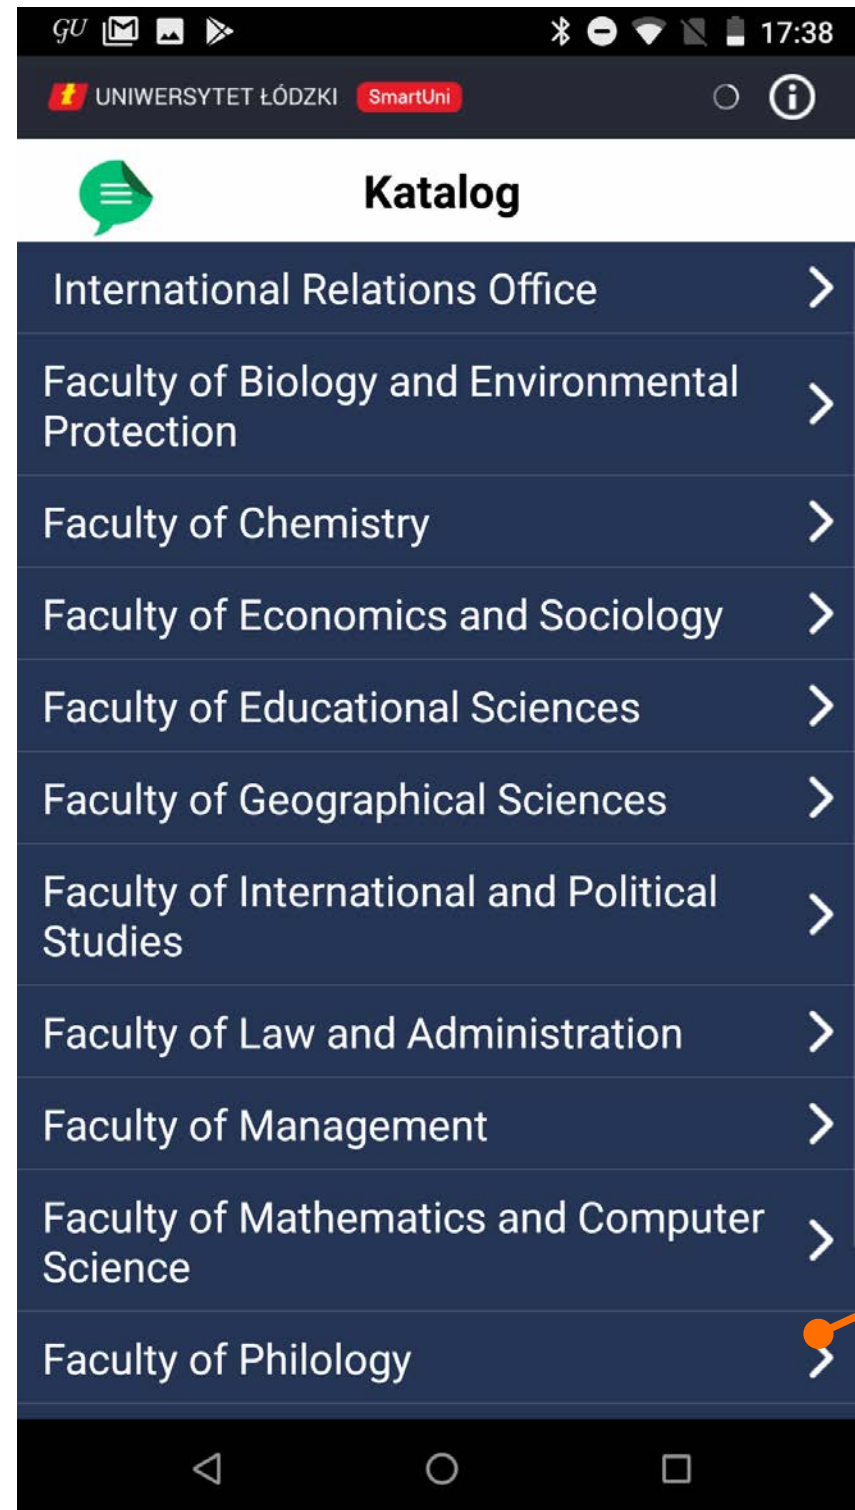 GU 17:38
UNIWERSYTET ŁÓDZKI SmartUni
Katalog
International Relations Office
Faculty of Biology and Environmental
Protection
Faculty of Chemistry
Faculty of Economics and Sociology
Faculty of Educational Sciences
Faculty of Geographical Sciences
Faculty of International and Political
Studies
Faculty of Law and Administration
Faculty of Management
Faculty of Mathematics and Computer
Science
Faculty of Philology